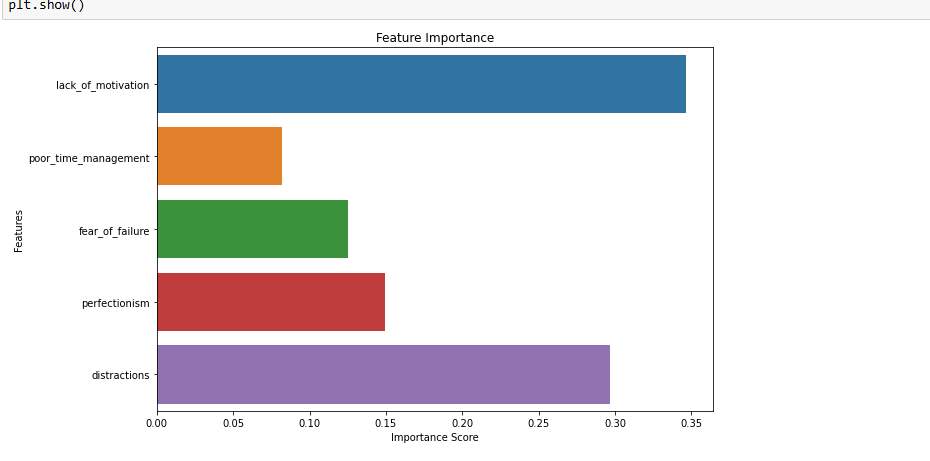 plt.show()
Feature Importance
lack_of_motivation
poor_time_management
fear_of_failure
perfectionism
distractions
Features
0.00 0.05 0.10 0.15 0.20 0.25 0.30 0.35
Importance Score